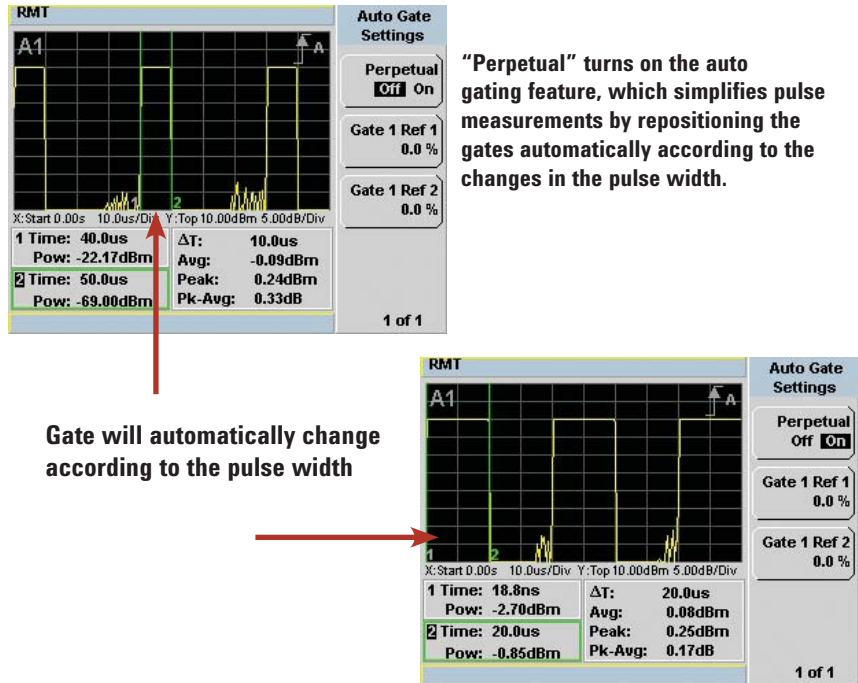 RMT
Auto Gate
Settings
A1
A
Perpetual
Off On
Gate 1 Ref 1
0.0 %
Gate 1 Ref 2
0.0 %
1 2
X:Start 0.00s 10.0us/Div Y:Top 10.00dBm 5.00dB/Div
1 Time: 40.0us
Pow: -22.17dBm
2 Time: 50.0us
Pow: -69.00dBm
ΔT: 10.0us
Avg: -0.09dBm
Peak: 0.24dBm
Pk-Avg: 0.33dB
1 of 1
“Perpetual” turns on the auto
gating feature, which simplifies pulse
measurements by repositioning the
gates automatically according to the
changes in the pulse width.
Gate will automatically change
according to the pulse width
RMT
Auto Gate
Settings
A1
A
Perpetual
Off On
Gate 1 Ref 1
0.0 %
Gate 1 Ref 2
0.0 %
1 2
X:Start 0.00s 10.0us/Div Y:Top 10.00dBm 5.00dB/Div
1 Time: 18.8ns
Pow: -2.70dBm
2 Time: 20.0us
Pow: -0.85dBm
ΔT: 20.0us
Avg: 0.08dBm
Peak: 0.25dBm
Pk-Avg: 0.17dB
1 of 1